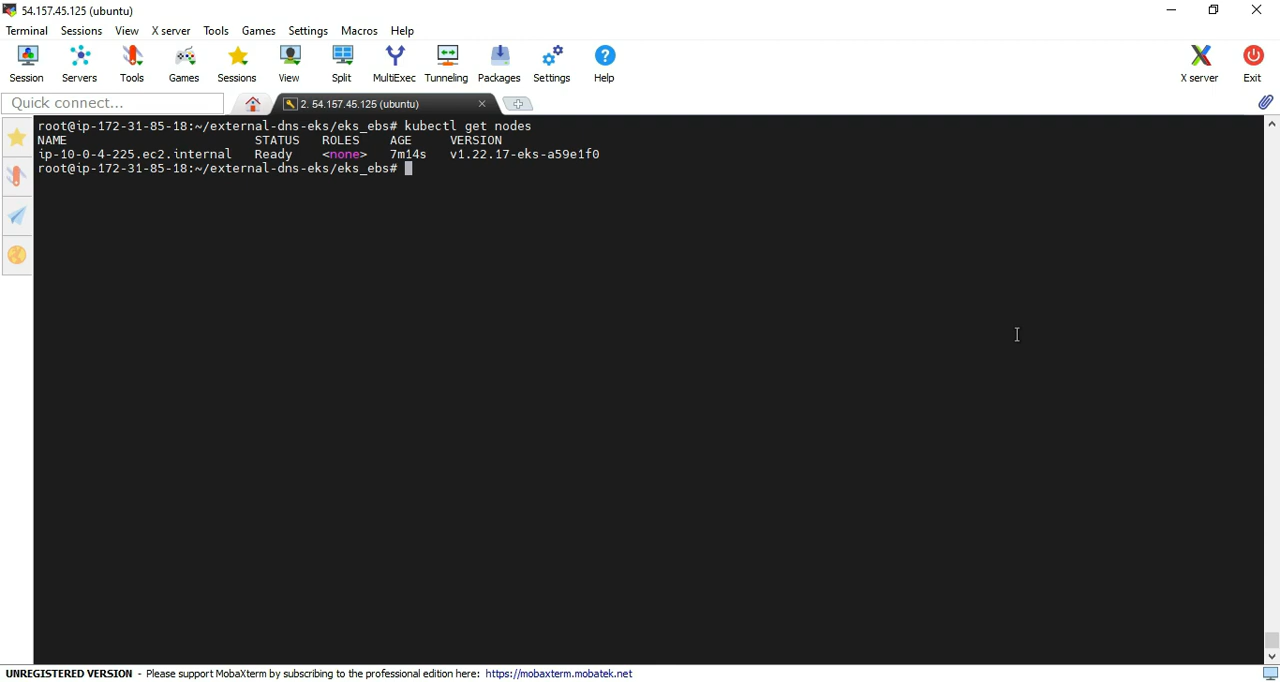 54.157.45.125 (ubuntu)
Terminal Sessions View X server Tools Games Settings Macros Help
Session Servers Tools Games Sessions View Split MultiExec Tunneling Packages Settings Help X server Exit
Quick connect... 2. 54.157.45.125 (ubuntu)
root@ip-172-31-85-18:~/external-dns-eks/eks_ebs# kubectl get nodes
NAME STATUS ROLES AGE VERSION
ip-10-0-4-225.ec2.internal Ready <none> 7m14s v1.22.17-eks-a59e1f0
root@ip-172-31-85-18:~/external-dns-eks/eks_ebs#
UNREGISTERED VERSION - Please support MobaXterm by subscribing to the professional edition here: https://mobaxterm.mobatek.net